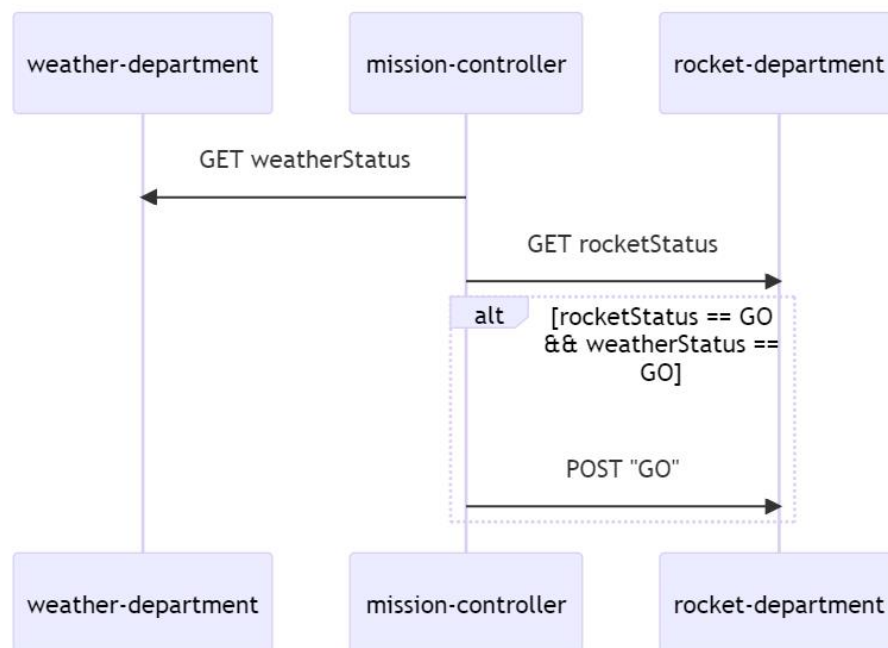 weather-department
mission-controller
rocket-department
GET weatherStatus
GET rocketStatus
alt
[rocketStatus == GO
&& weatherStatus ==
GO]
POST "GO"
weather-department
mission-controller
rocket-department